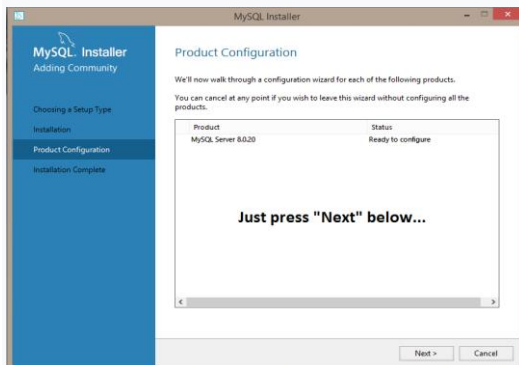 MySQL Installer
MySQL. Installer
Adding Community
Choosing a Setup Type
Installation
Product Configuration
Installation Complete
Product Configuration
We'll now walk through a configuration wizard for each of the following products.
You can cancel at any point if you wish to leave this wizard without configuring all the
products.
Product Status
MySQL Server 8.0.20 Ready to configure
Just press "Next" below...
Next > Cancel